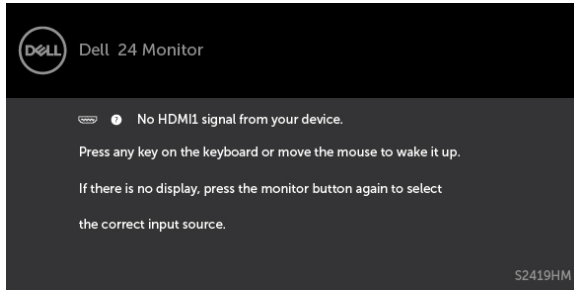 DELL
Dell 24 Monitor
? No HDMI1 signal from your device.
Press any key on the keyboard or move the mouse to wake it up.
If there is no display, press the monitor button again to select
the correct input source.
S2419HM